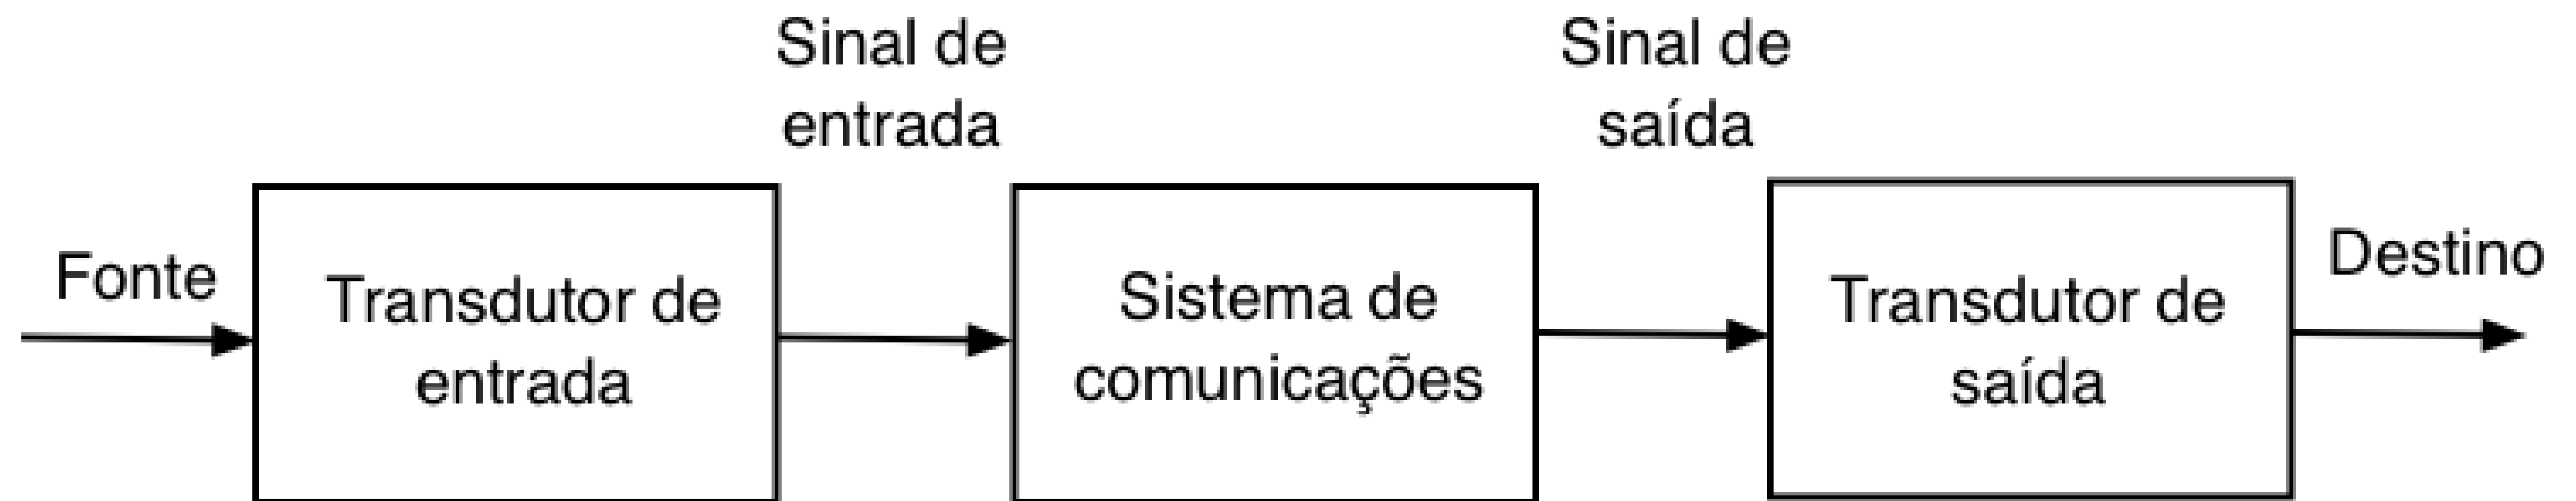 Fonte
Transdutor de
entrada
Sinal de
entrada
Sistema de
comunicações
Sinal de
saída
Transdutor de
saída
Destino